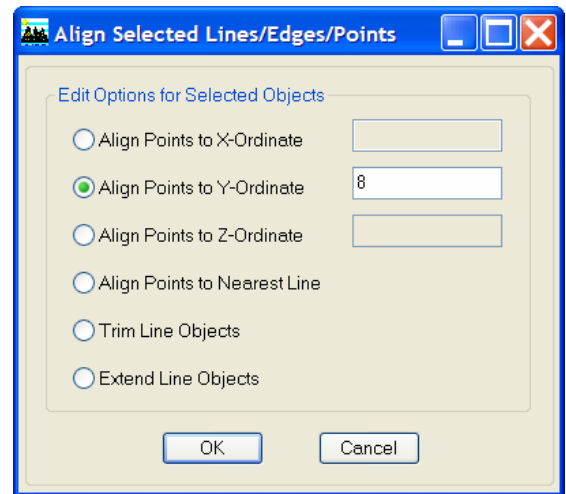 Align Selected Lines/Edges/Points
Edit Options for Selected Objects
Align Points to X-Ordinate
Align Points to Y-Ordinate 8
Align Points to Z-Ordinate
Align Points to Nearest Line
Trim Line Objects
Extend Line Objects
OK Cancel